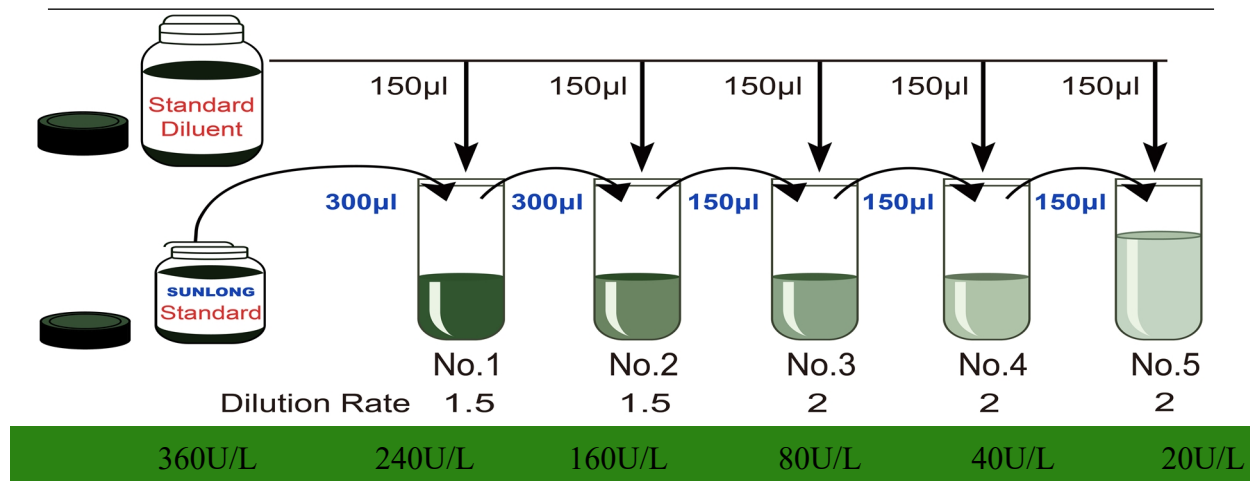 150µl 150µl 150µl 150µl 150µl
Standard
Diluent
300µl 300µl 150µl 150µl 150µl
SUNLONG
Standard
No.1 No.2 No.3 No.4 No.5
Dilution Rate 1.5 1.5 2 2 2
360U/L 240U/L 160U/L 80U/L 40U/L 20U/L